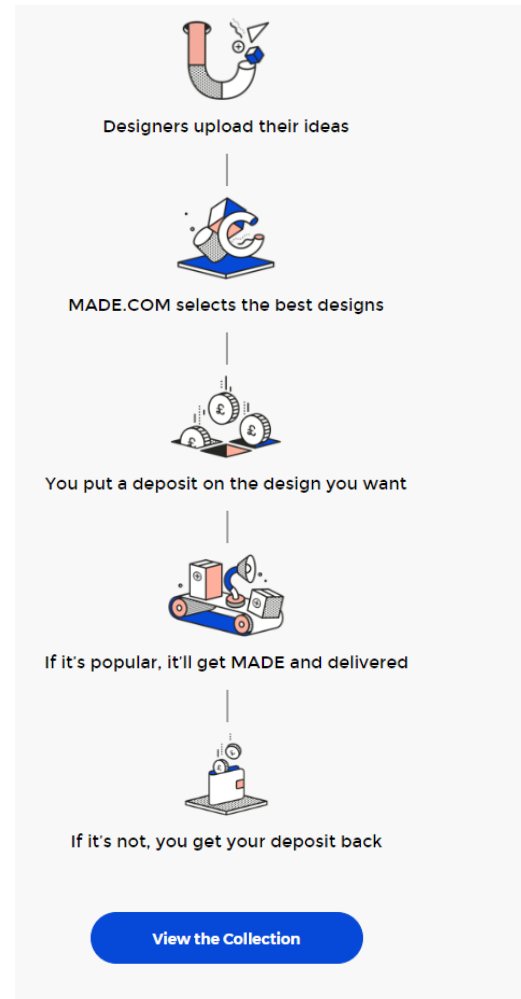 Designers upload their ideas
MADE.COM selects the best designs
£
£
£
You put a deposit on the design you want
If it's popular, it'll get MADE and delivered
£
£
If it's not, you get your deposit back
View the Collection